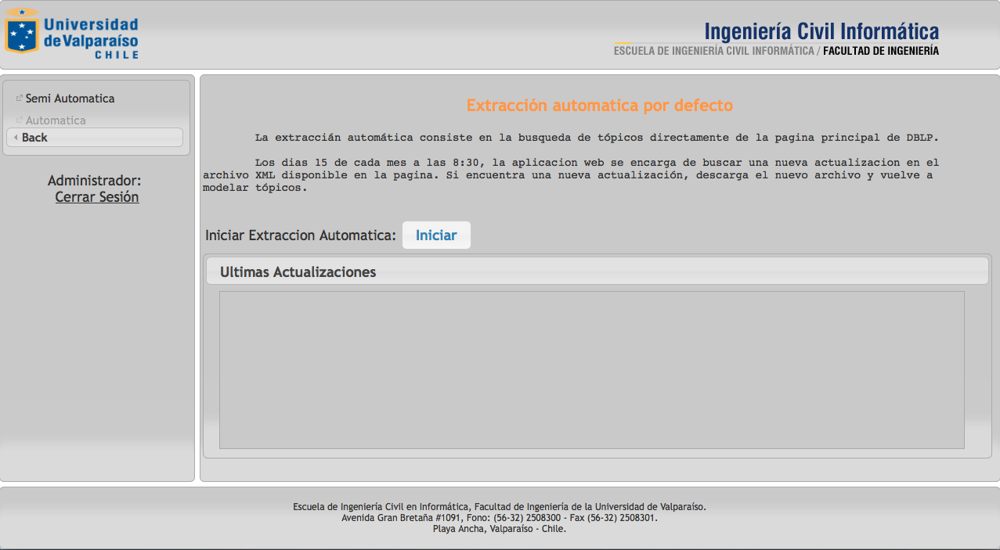 Universidad
de Valparaíso
CHILE
Ingeniería Civil Informática
ESCUELA DE INGENIERÍA CIVIL INFORMÁTICA / FACULTAD DE INGENIERÍA
Semi Automatica
Automatica
Back
Administrador:
Cerrar Sesión
Extracción automatica por defecto
La extraccián automática consiste en la busqueda de tópicos directamente de la pagina principal de DBLP.
Los dias 15 de cada mes a las 8:30, la aplicacion web se encarga de buscar una nueva actualizacion en el
archivo XML disponible en la pagina. Si encuentra una nueva actualización, descarga el nuevo archivo y vuelve a
modelar tópicos.
Iniciar Extraccion Automatica: Iniciar
Ultimas Actualizaciones
Escuela de Ingeniería Civil en Informática, Facultad de Ingeniería de la Universidad de Valparaíso.
Avenida Gran Bretaña #1091, Fono: (56-32) 2508300 - Fax (56-32) 2508301.
Playa Ancha, Valparaíso - Chile.